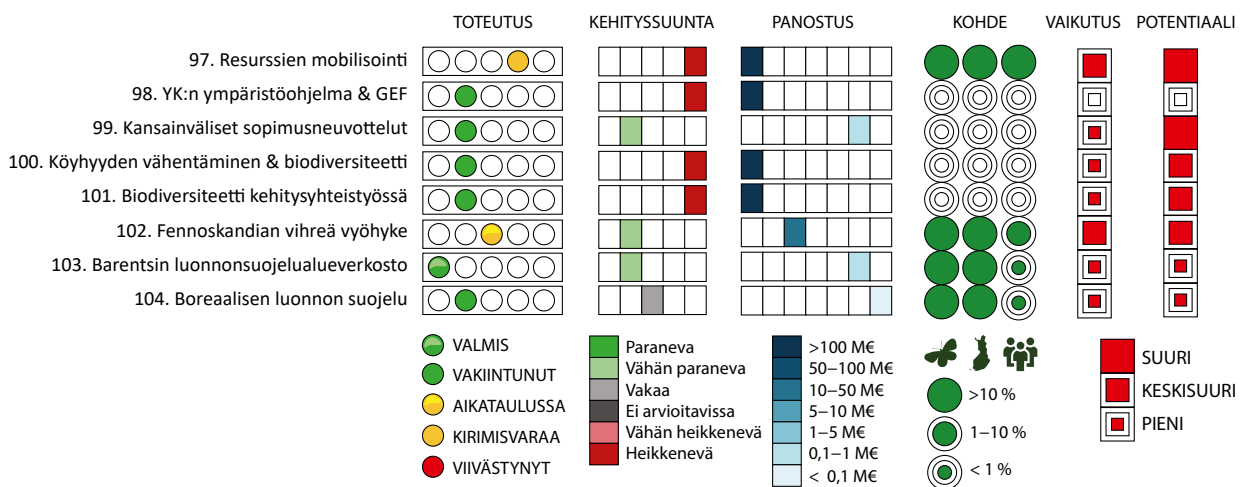 TOTEUTUS KEHITYSSUUNTA PANOSTUS KOHDE VAIKUTUS POTENTIAALI
97. Resurssien mobilisointi
98. YK:n ympäristöohjelma & GEF
99. Kansainväliset sopimusneuvottelut
100. Köyhyyden vähentäminen & biodiversiteetti
101. Biodiversiteetti kehitysyhteistyössä
102. Fennoskandian vihreä vyöhyke
103. Barentsin luonnonsuojelualueverkosto
104. Boreaalisen luonnon suojelu
VALMIS
VAKIINTUNUT
AIKATAULUSSA
KIRIMISVARAA
VIIVÄSTYNYT
Paraneva
Vähän paraneva
Vakaa
Ei arvioitavissa
Vähän heikkenevä
Heikkenevä
>100 M€
50–100 M€
10–50 M€
5–10 M€
1–5 M€
0,1–1 M€
< 0,1 M€
>10 %
1–10 %
< 1 %
SUURI
KESKISUURI
PIENI